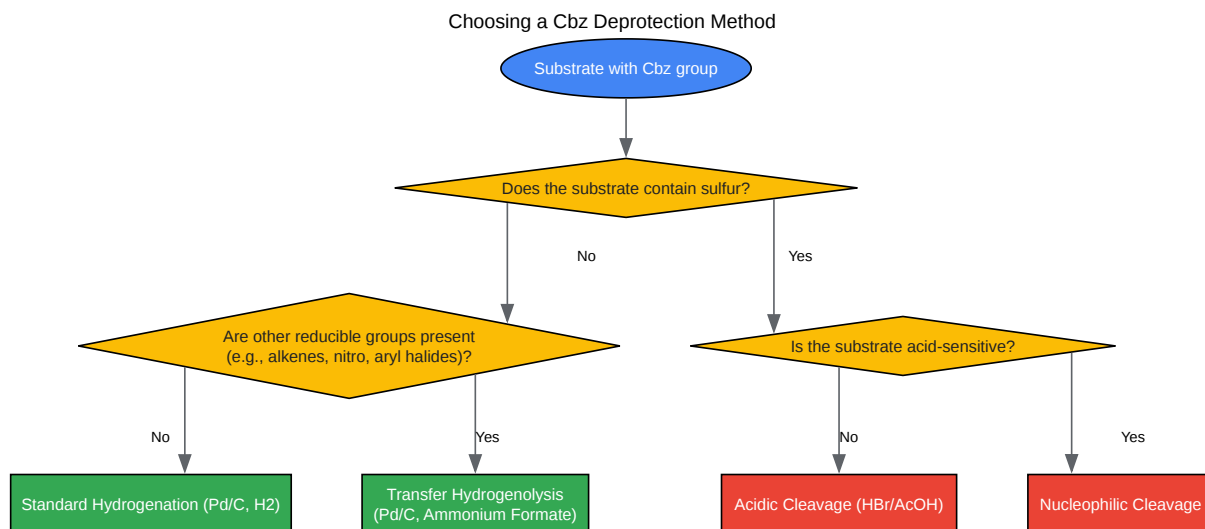 Choosing a Cbz Deprotection Method
Substrate with Cbz group
Does the substrate contain sulfur?
No
Yes
Are other reducible groups present
(e.g., alkenes, nitro, aryl halides)?
Is the substrate acid-sensitive?
No
Yes
No
Yes
Standard Hydrogenation (Pd/C, H2)
Transfer Hydrogenolysis
(Pd/C, Ammonium Formate)
Acidic Cleavage (HBr/AcOH)
Nucleophilic Cleavage